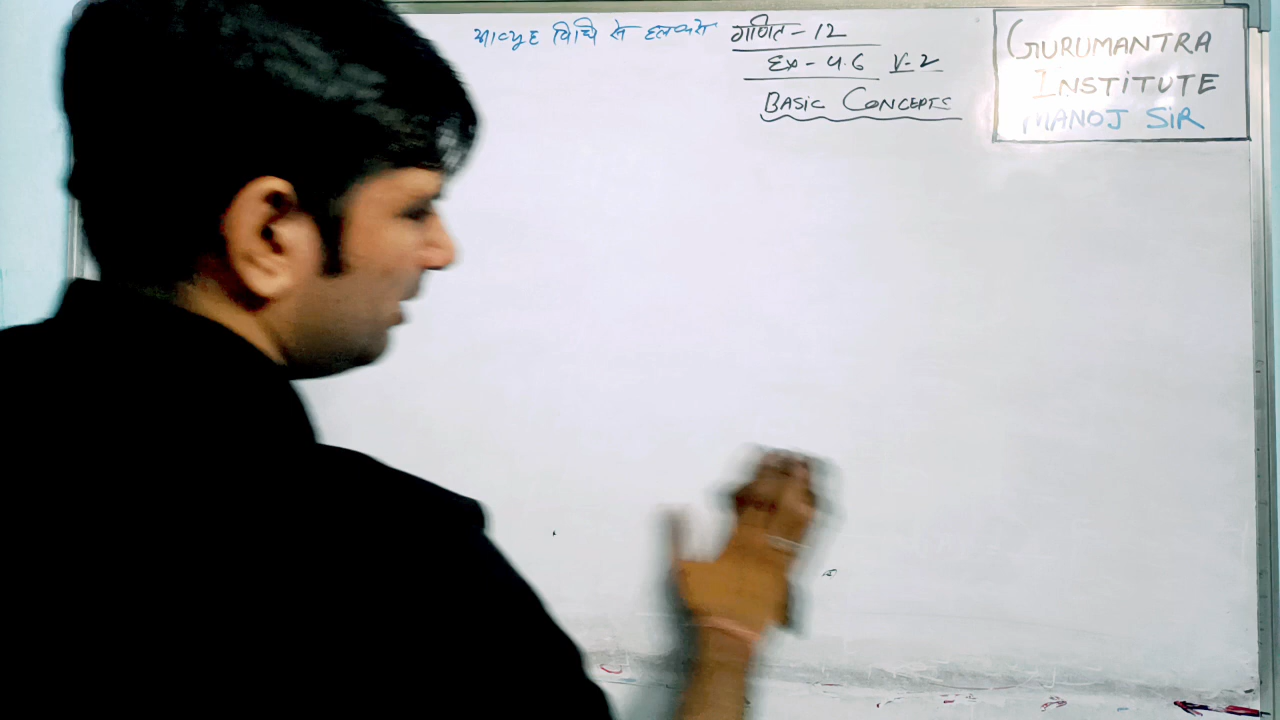 आव्यूह विधि से हल करो गणित-12
Ex-4.6 V-2
BASIC CONCEPTS
GURUMANTRA
INSTITUTE
MANOJ SIR